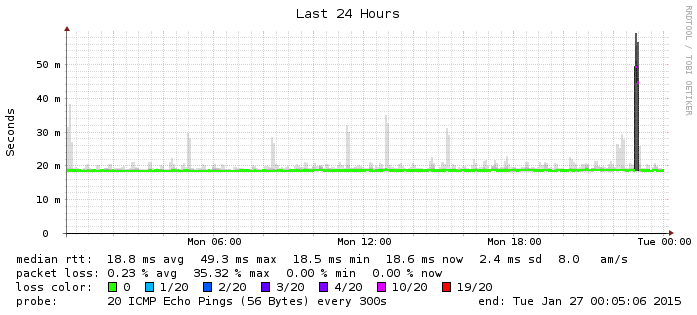 Last 24 Hours
RRDTOOL / TOBI OETIKER
Seconds
50 m
40 m
30 m
20 m
10 m
0
Mon 06:00 Mon 12:00 Mon 18:00 Tue 00:00
median rtt: 18.8 ms avg 49.3 ms max 18.5 ms min 18.6 ms now 2.4 ms sd 8.0 am/s
packet loss: 0.23 % avg 35.32 % max 0.00 % min 0.00 % now
loss color: 0 1/20 2/20 3/20 4/20 10/20 19/20
probe: 20 ICMP Echo Pings (56 Bytes) every 300s end: Tue Jan 27 00:05:06 2015